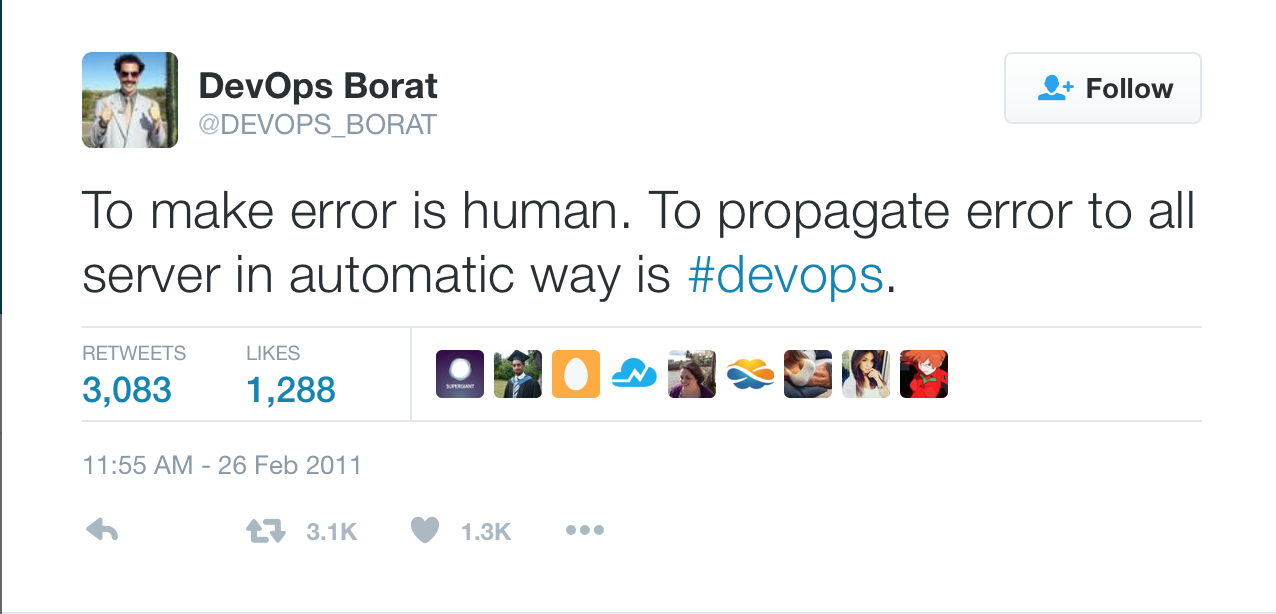 DevOps Borat
@DEVOPS_BORAT
Follow
To make error is human. To propagate error to all
server in automatic way is #devops.
RETWEETS
3,083
LIKES
1,288
SUPERGIANT
11:55 AM - 26 Feb 2011
3.1K
1.3K